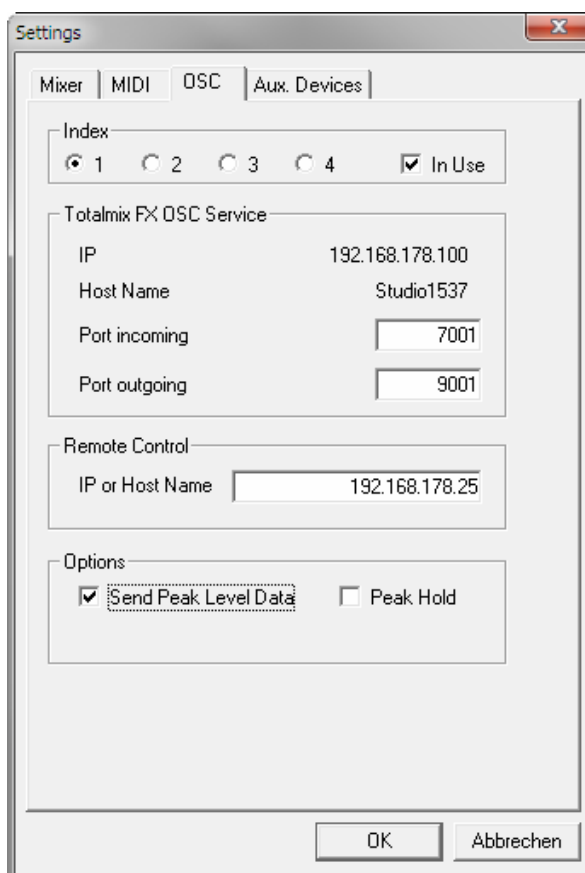 Settings
Mixer MIDI OSC Aux. Devices
Index
1 2 3 4 In Use
Totalmix FX OSC Service
IP 192.168.178.100
Host Name Studio1537
Port incoming 7001
Port outgoing 9001
Remote Control
IP or Host Name 192.168.178.25
Options
Send Peak Level Data Peak Hold
OK Abbrechen